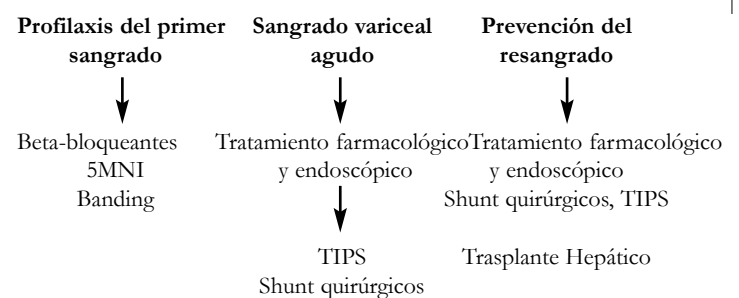 Profilaxis del primer
sangrado
Sangrado variceal
agudo
Prevención del
resangrado
Beta-bloqueantes
5MNI
Banding
Tratamiento farmacológico
y endoscópico
TIPS
Shunt quirúrgicos
Tratamiento farmacológico
y endoscópico
Shunt quirúrgicos, TIPS
Trasplante Hepático